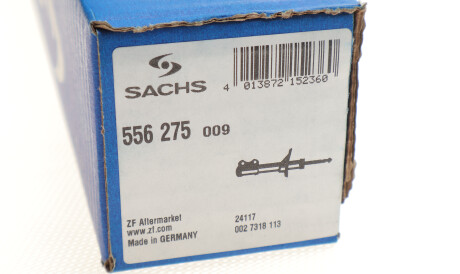 SACHS
4 013872 152360
556 275 009
ZF Aftermarket
www.zf.com
Made in GERMANY
24117
002 7318 113